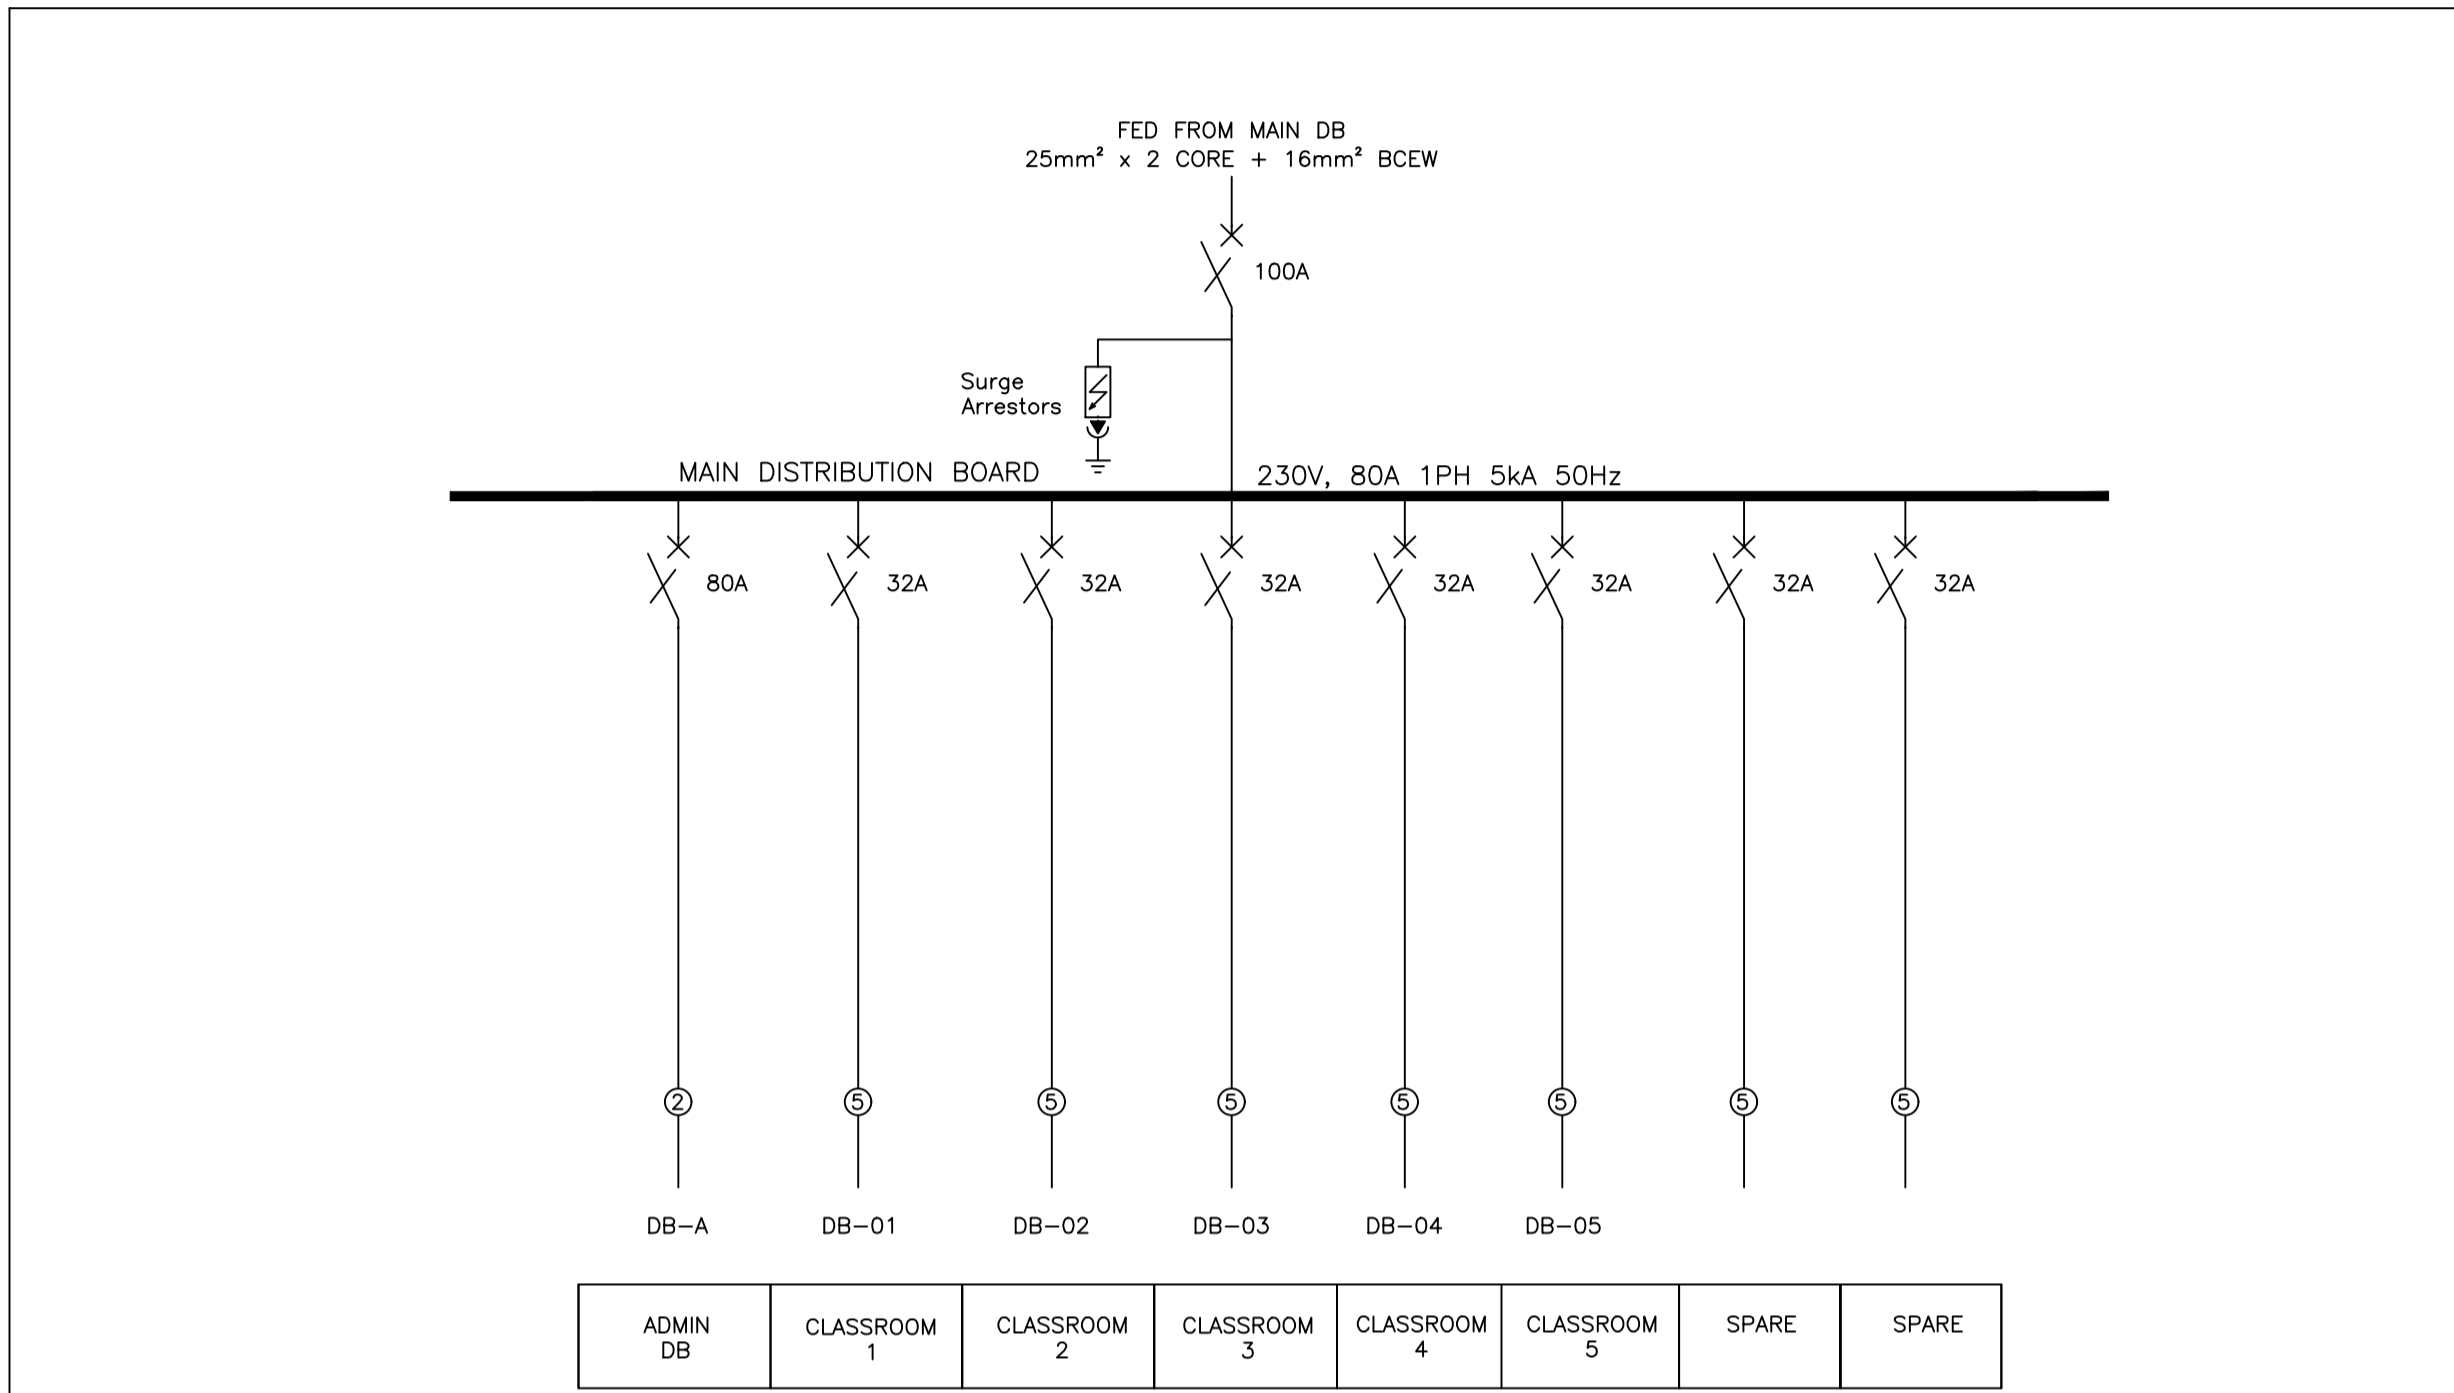 FED FROM MAIN DB
25mm² x 2 CORE + 16mm² BCEW
100A
Surge
Arrestors
MAIN DISTRIBUTION BOARD
230V, 80A 1PH 5kA 50Hz
80A
32A
32A
32A
32A
32A
32A
32A
2
5
5
5
5
5
5
5
DB-A
DB-01
DB-02
DB-03
DB-04
DB-05
ADMIN
DB
CLASSROOM
1
CLASSROOM
2
CLASSROOM
3
CLASSROOM
4
CLASSROOM
5
SPARE
SPARE